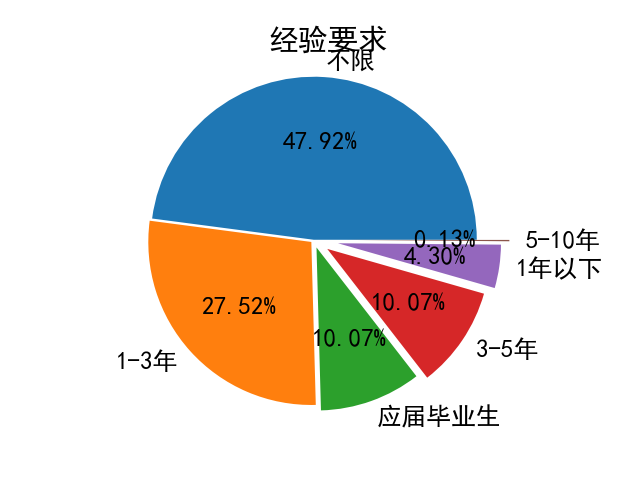 经验要求
不限
47.92%
0.13%
5-10年
4.30%
1年以下
27.52%
10.07%
10.07%
3-5年
1-3年
应届毕业生